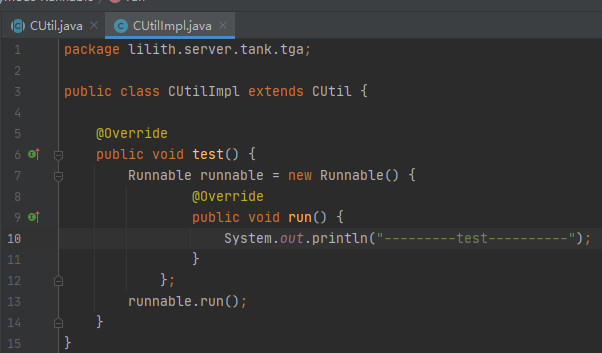 CUtil.java
CUtilImpl.java
1 package lilith.server.tank.tga;
2
3 public class CUtilImpl extends CUtil {
4
5     @Override
6     public void test() {
7         Runnable runnable = new Runnable() {
8                 @Override
9                 public void run() {
10                     System.out.println("---------test----------");
11                 }
12             };
13         runnable.run();
14     }
15 }